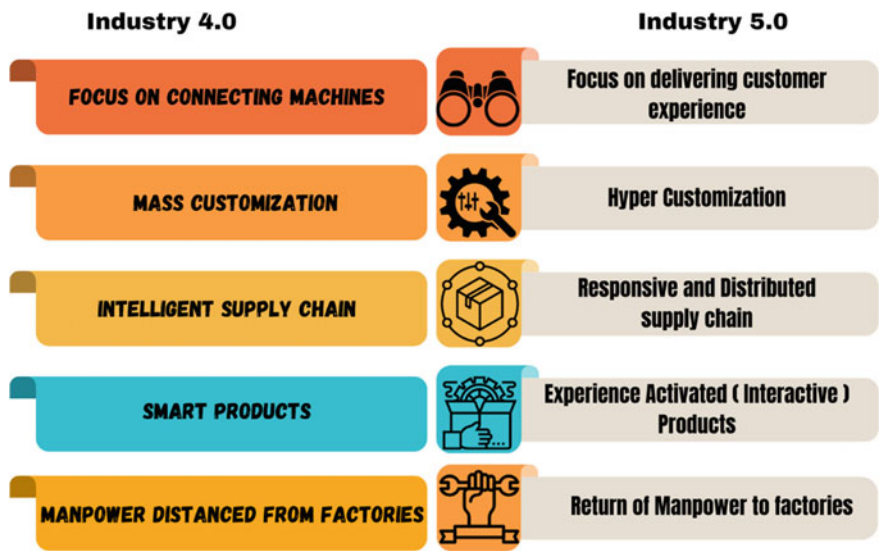 Industry 4.0
Industry 5.0
FOCUS ON CONNECTING MACHINES
Focus on delivering customer
experience
MASS CUSTOMIZATION
Hyper Customization
INTELLIGENT SUPPLY CHAIN
Responsive and Distributed
supply chain
SMART PRODUCTS
Experience Activated ( Interactive )
Products
MANPOWER DISTANCED FROM FACTORIES
Return of Manpower to factories